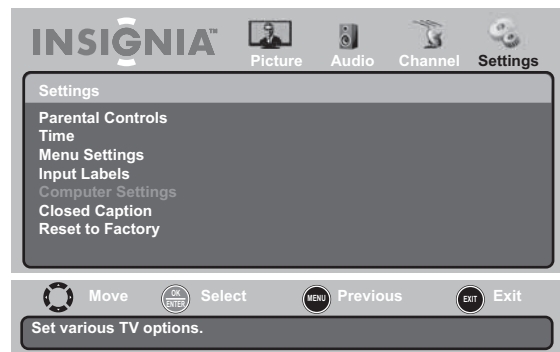 INSIGNIA™
Picture Audio Channel Settings
Settings
Parental Controls
Time
Menu Settings
Input Labels
Computer Settings
Closed Caption
Reset to Factory
Move OK ENTER Select MENU Previous EXIT Exit
Set various TV options.